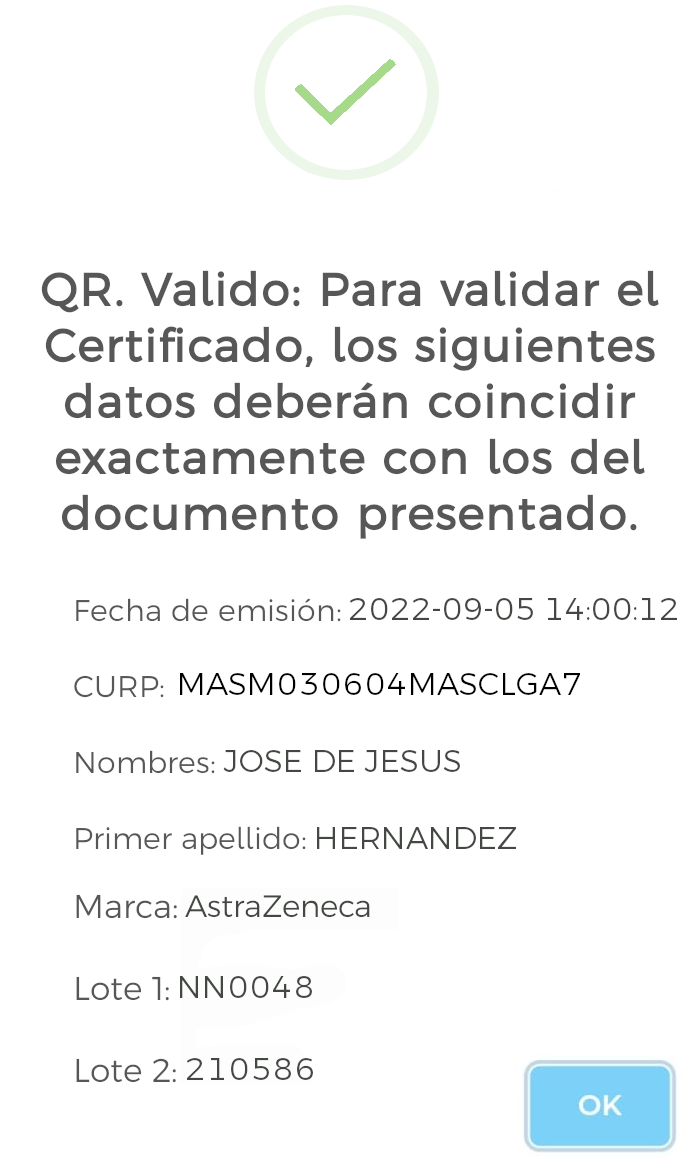 QR. Valido: Para validar el
Certificado, los siguientes
datos deberán coincidir
exactamente con los del
documento presentado.
Fecha de emisión: 2022-09-05 14:00:12
CURP: MASM030604MASCLGA7
Nombres: JOSE DE JESUS
Primer apellido: HERNANDEZ
Marca: AstraZeneca
Lote 1: NN0048
Lote 2: 210586
OK